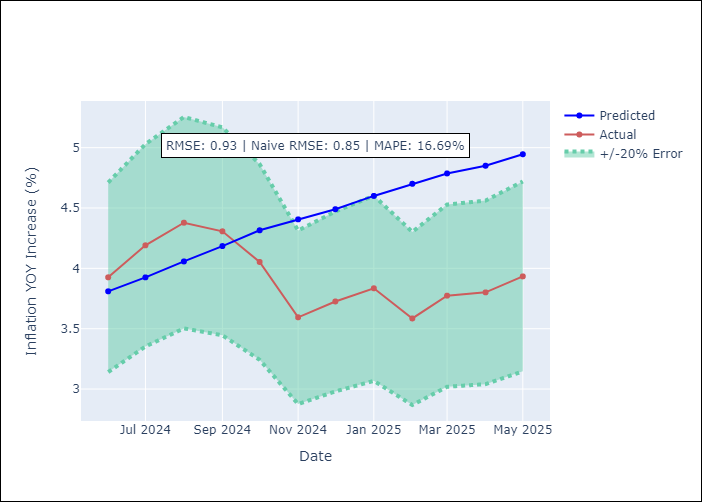 RMSE: 0.93 | Naive RMSE: 0.85 | MAPE: 16.69%
Predicted
Actual
+/-20% Error
Inflation YOY Increase (%)
5
4.5
4
3.5
3
Jul 2024 Sep 2024 Nov 2024 Jan 2025 Mar 2025 May 2025
Date